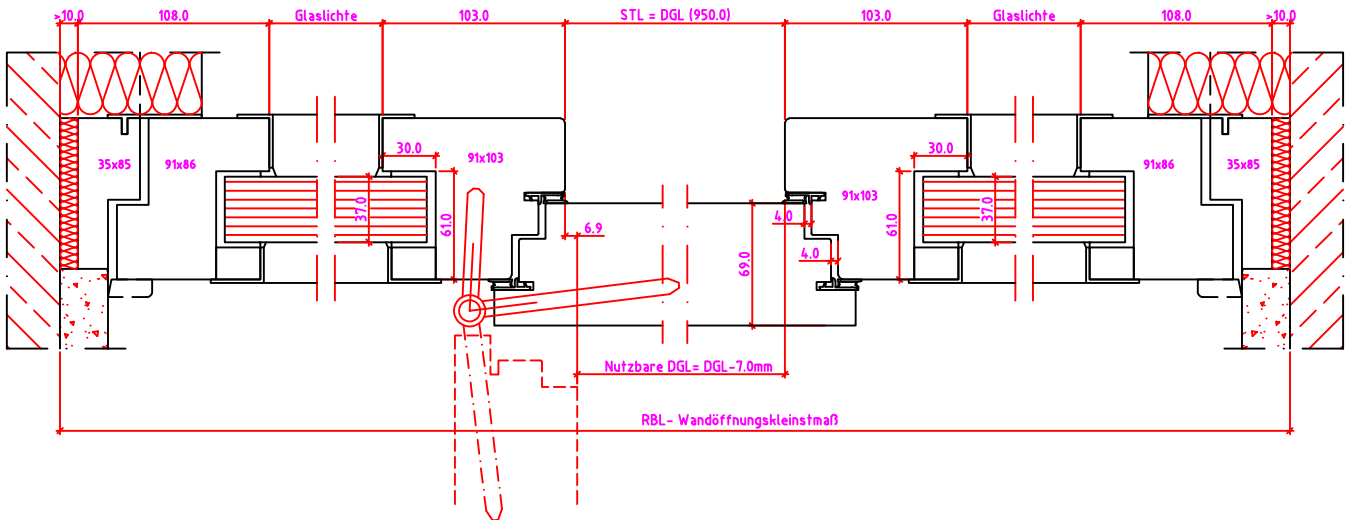 >10.0 108.0 Glaslichte 103.0 STL = DGL (950.0) 103.0 Glaslichte 108.0 >10.0
30.0 91x103 30.0
35x85 91x86 91x86 35x85
91x103
37.0 61.0 4.0 61.0 37.0
6.9
4.0
69.0
Nutzbare DGL= DGL-7.0mm
RBL- Wandöffnungskleinstmaß